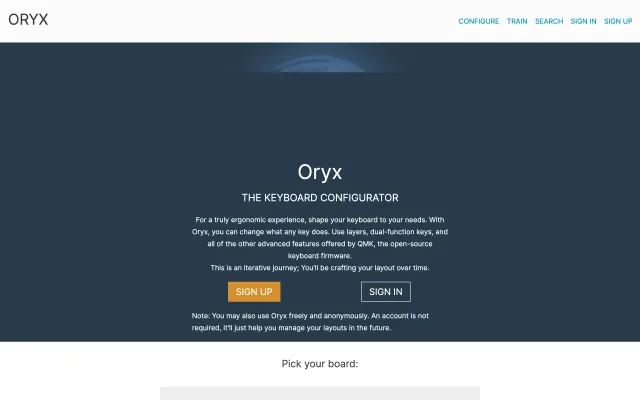 ORYX
CONFIGURE TRAIN SEARCH SIGN IN SIGN UP
Oryx
THE KEYBOARD CONFIGURATOR
For a truly ergonomic experience, shape your keyboard to your needs. With
Oryx, you can change what any key does. Use layers, dual-function keys, and
all of the other advanced features offered by QMK, the open-source
keyboard firmware.
This is an iterative journey; You'll be crafting your layout over time.
SIGN UP SIGN IN
Note: You may also use Oryx freely and anonymously. An account is not
required, it'll just help you manage your layouts in the future.
Pick your board: